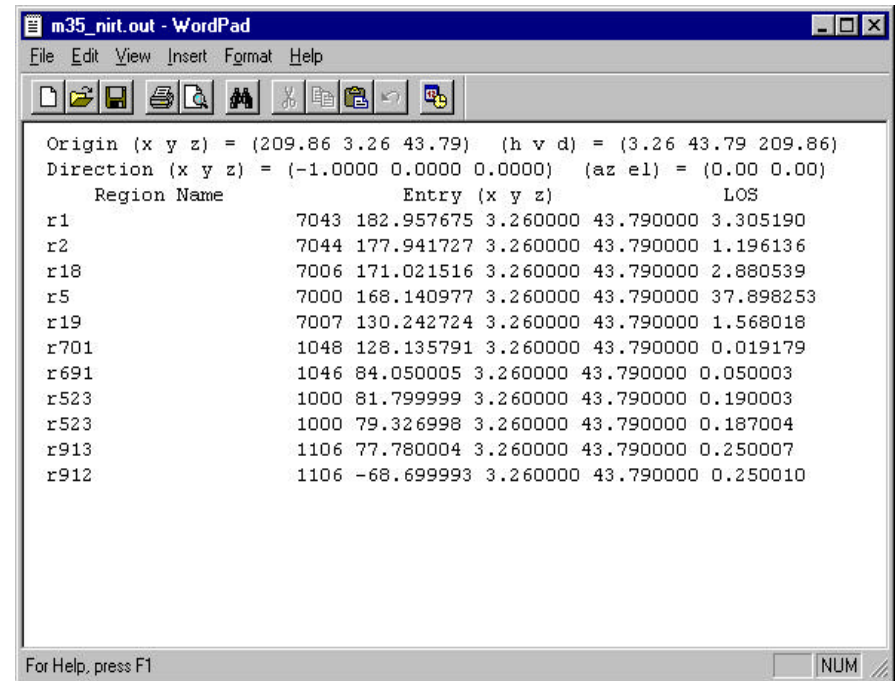 m35_nirt.out - WordPad
File Edit View Insert Format Help
Origin (x y z) = (209.86 3.26 43.79) (h v d) = (3.26 43.79 209.86)
Direction (x y z) = (-1.0000 0.0000 0.0000) (az el) = (0.00 0.00)
Region Name Entry (x y z) LOS
r1 7043 182.957675 3.260000 43.790000 3.305190
r2 7044 177.941727 3.260000 43.790000 1.196136
r18 7006 171.021516 3.260000 43.790000 2.880539
r5 7000 168.140977 3.260000 43.790000 37.898253
r19 7007 130.242724 3.260000 43.790000 1.568018
r701 1048 128.135791 3.260000 43.790000 0.019179
r691 1046 84.050005 3.260000 43.790000 0.050003
r523 1000 81.799999 3.260000 43.790000 0.190003
r523 1000 79.326998 3.260000 43.790000 0.187004
r913 1106 77.780004 3.260000 43.790000 0.250007
r912 1106 -68.699993 3.260000 43.790000 0.250010
For Help, press F1 NUM